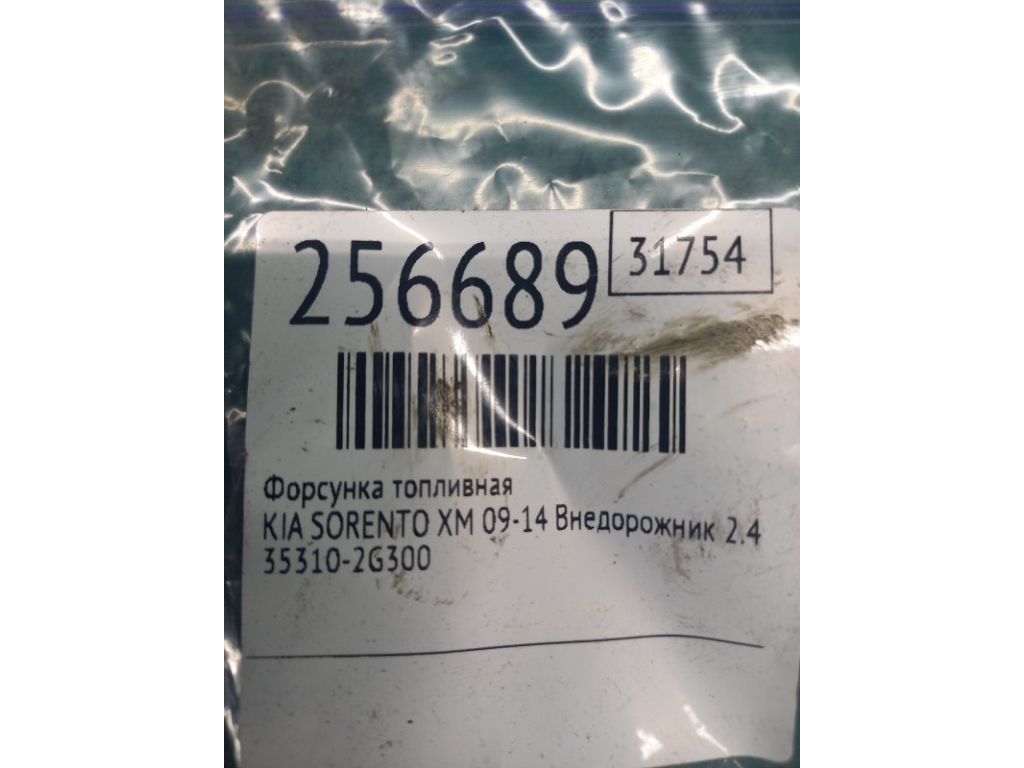 256689
31754
Форсунка топливная
KIA SORENTO XM 09-14 Внедорожник 2.4
35310-2G300